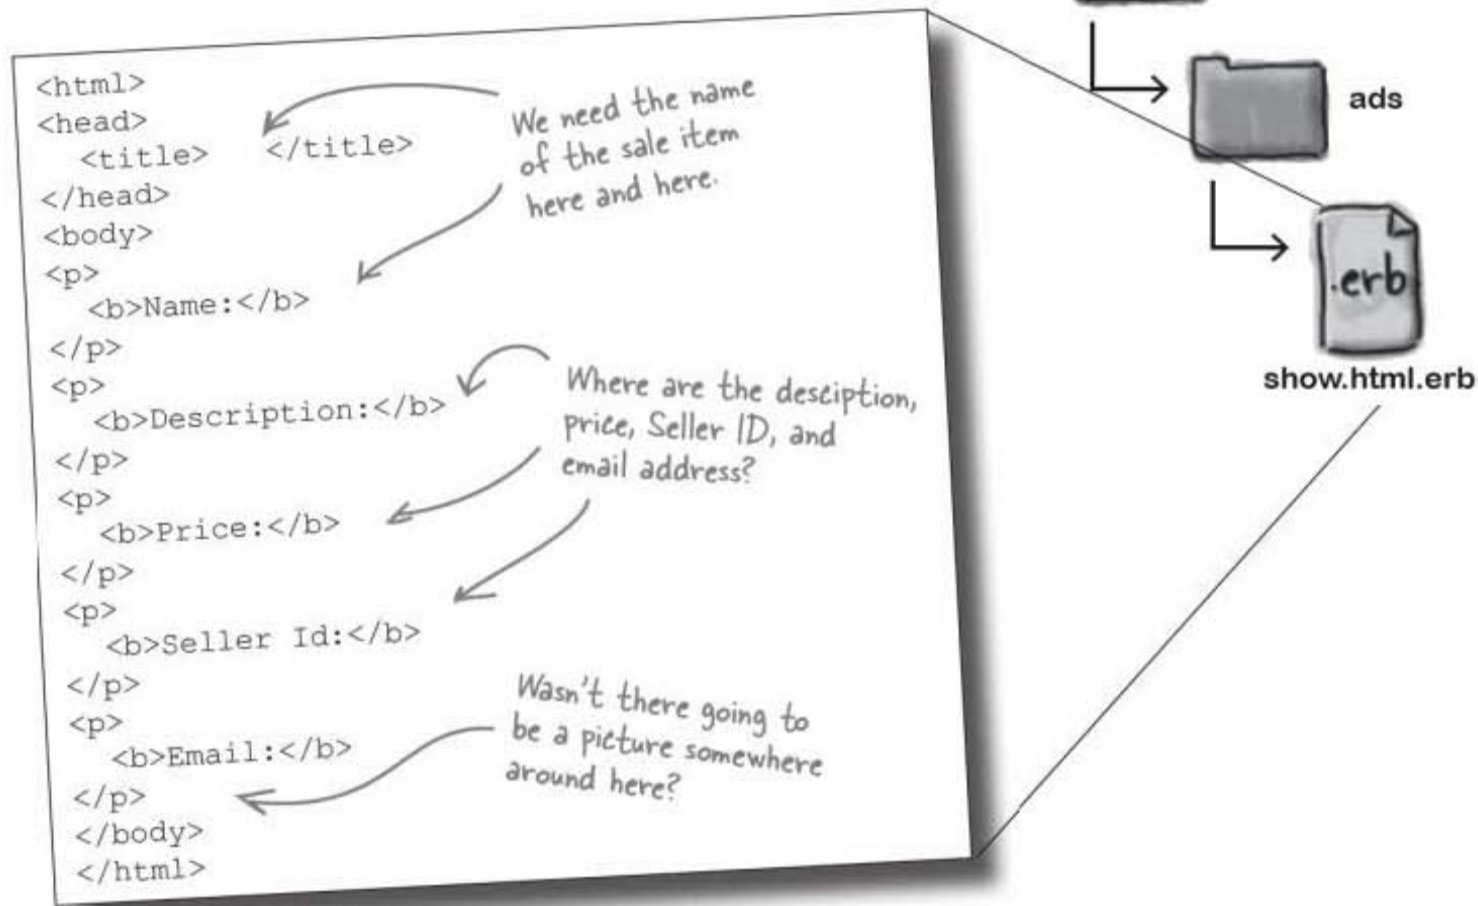 <html>
<head>
<title> </title>
</head>
<body>
<p>
<b>Name:</b>
</p>
<p>
<b>Description:</b>
</p>
<p>
<b>Price:</b>
</p>
<p>
<b>Seller Id:</b>
</p>
<p>
<b>Email:</b>
</p>
</body>
</html>
We need the name
of the sale item
here and here.
Where are the desciption,
price, Seller ID, and
email address?
Wasn't there going to
be a picture somewhere
around here?
ads
.erb
show.html.erb